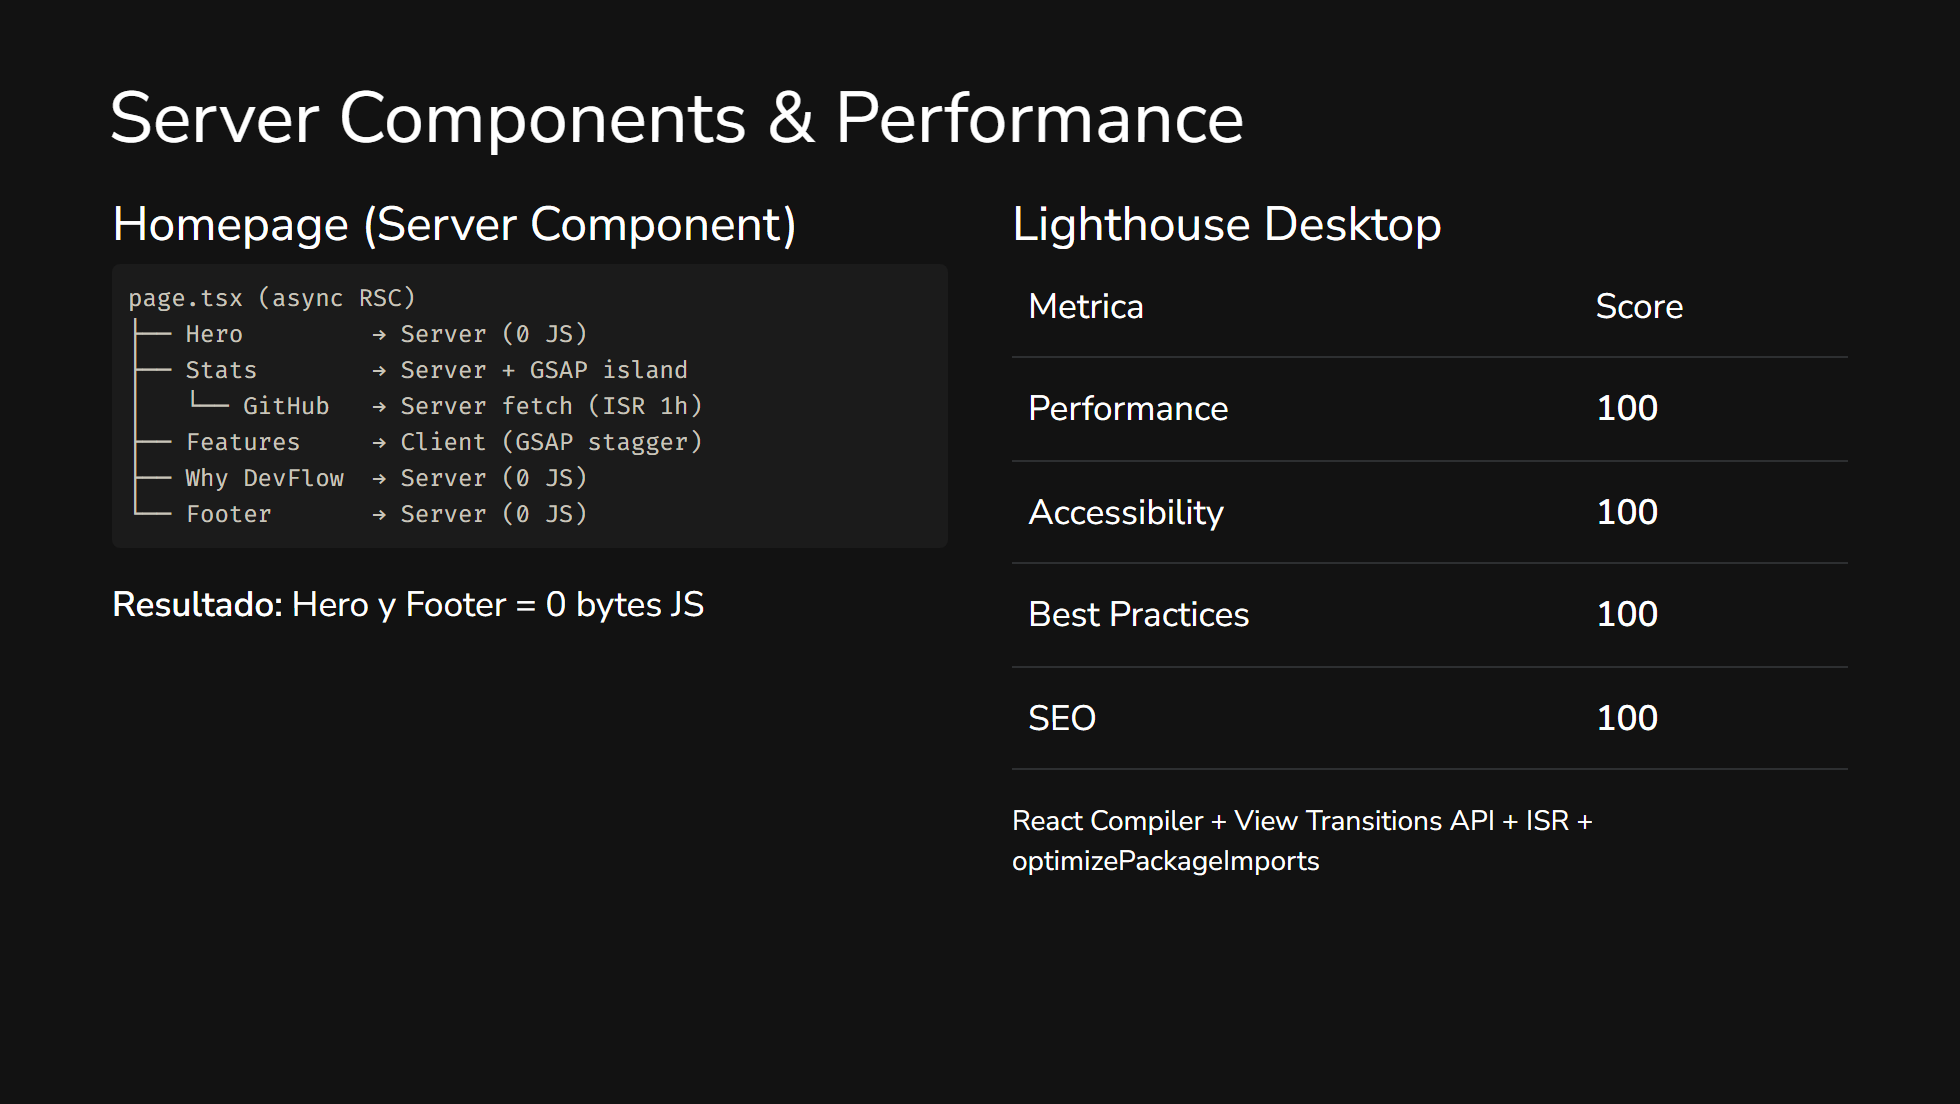 Server Components & Performance
Homepage (Server Component)
page.tsx (async RSC)
├── Hero         → Server (0 JS)
├── Stats        → Server + GSAP island
│   └── GitHub   → Server fetch (ISR 1h)
├── Features     → Client (GSAP stagger)
├── Why DevFlow  → Server (0 JS)
└── Footer       → Server (0 JS)
Resultado: Hero y Footer = 0 bytes JS
Lighthouse Desktop
Metrica Score
Performance 100
Accessibility 100
Best Practices 100
SEO 100
React Compiler + View Transitions API + ISR +
optimizePackageImports